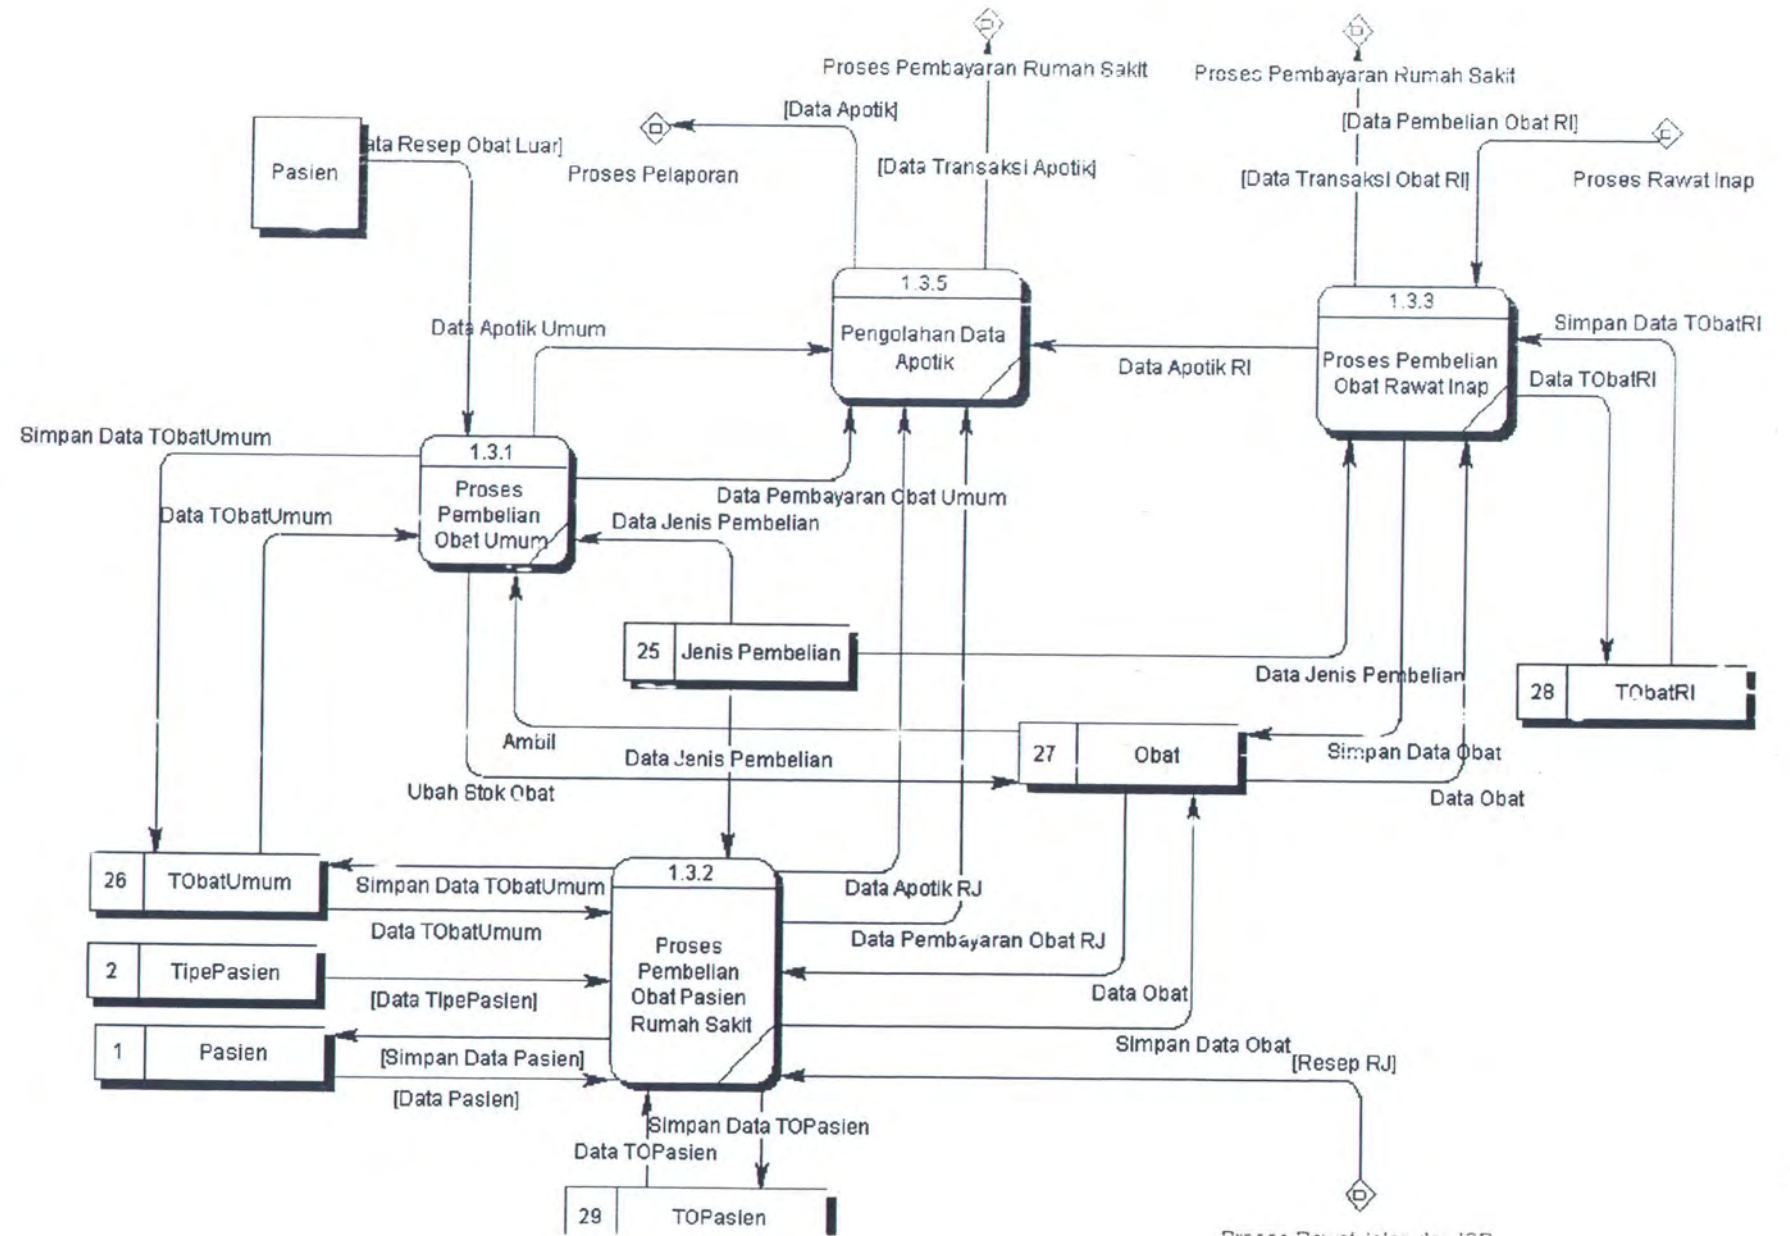 Proses Pembayaran Rumah Sakit
Proses Pembayaran Rumah Sakit
[Data Apotik]
[Data Pembelian Obat RI]
ata Resep Obat Luar]
Pasien
Proses Pelaporan
[Data Transaksi Apotik]
[Data Transaksi Obat RI]
Proses Rawat Inap
1.3.5
Pengolahan Data
Apotik
1.3.3
Proses Pembelian
Obat Rawat Inap
Simpan Data TObatRI
Data Apotik Umum
Data Apotik RI
Data TObatRI
Simpan Data TObatUmum
1.3.1
Proses
Pembelian
Obat Umum
Data Pembayaran Obat Umum
Data TObatUmum
Data Jenis Pembelian
25
Jenis Pembelian
Data Jenis Pembelian
28
TObatRI
Ambil
Data Jenis Pembelian
27
Obat
Simpan Data Obat
Ubah Stok Obat
Data Obat
26
TObatUmum
Simpan Data TObatUmum
Data TObatUmum
1.3.2
Proses
Pembelian
Obat Pasien
Rumah Sakit
Data Apotik RJ
Data Pembayaran Obat RJ
2
TipePasien
[Data TipePasien]
Data Obat
1
Pasien
[Simpan Data Pasien]
[Data Pasien]
Simpan Data Obat
[Resep RJ]
Simpan Data TOPasien
Data TOPasien
29
TOPasien